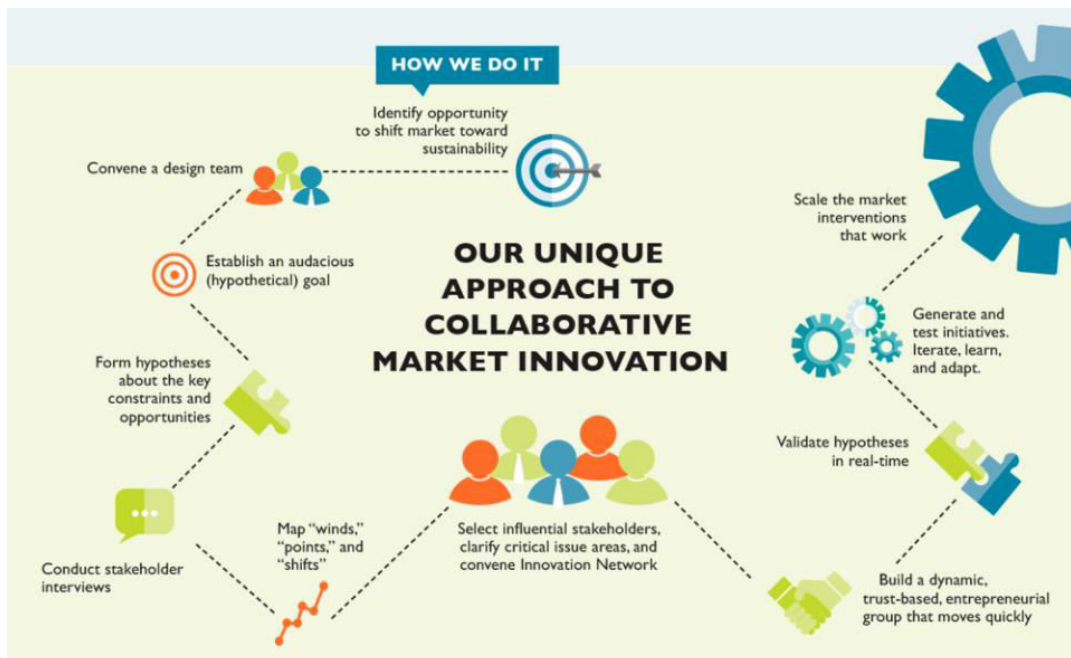 HOW WE DO IT
Identify opportunity
to shift market toward
sustainability
Convene a design team
Establish an audacious
(hypothetical) goal
Form hypotheses
about the key
constraints and
opportunities
Conduct stakeholder
interviews
Map “winds,”
“points,” and
“shifts”
OUR UNIQUE
APPROACH TO
COLLABORATIVE
MARKET INNOVATION
Select influential stakeholders,
clarify critical issue areas, and
convene Innovation Network
Build a dynamic,
trust-based, entrepreneurial
group that moves quickly
Validate hypotheses
in real-time
Generate and
test initiatives.
Iterate, learn,
and adapt.
Scale the market
interventions
that work